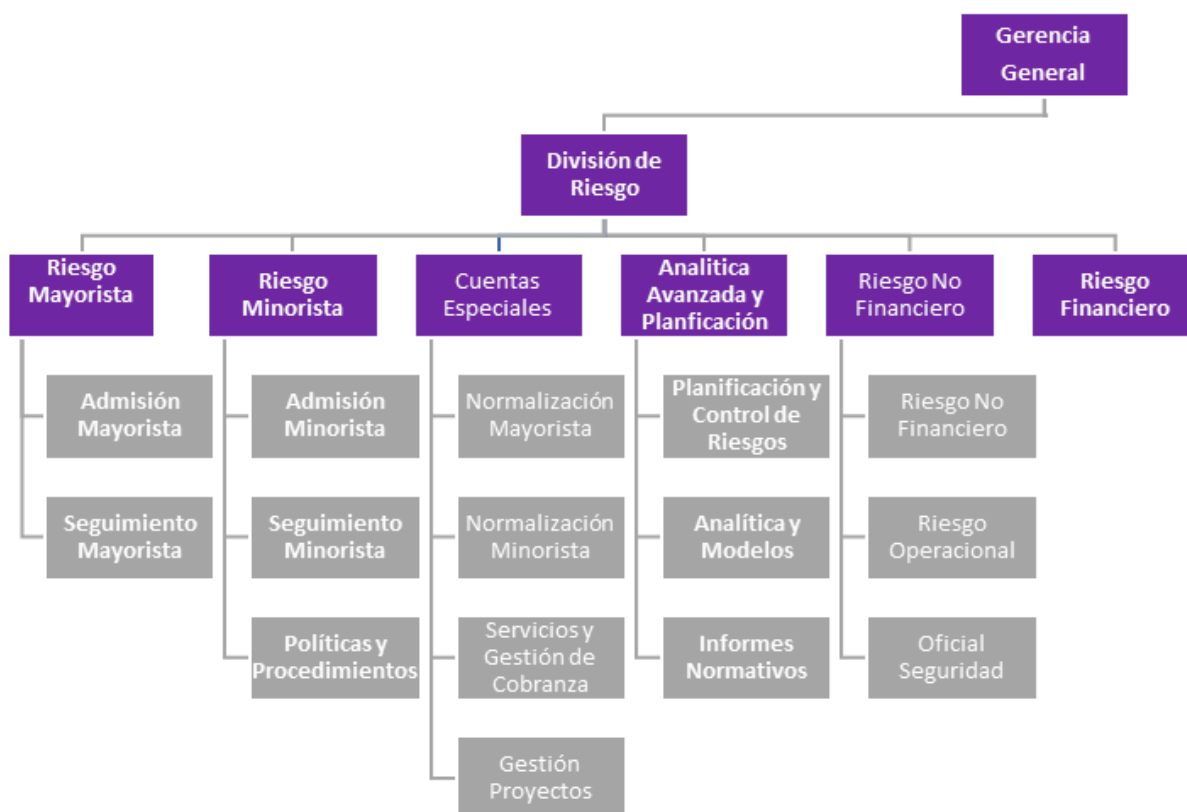 Gerencia
General
División de
Riesgo
Riesgo
Mayorista
Riesgo
Minorista
Cuentas
Especiales
Analitica
Avanzada y
Planficación
Riesgo No
Financiero
Riesgo
Financiero
Admisión
Mayorista
Seguimiento
Mayorista
Admisión
Minorista
Seguimiento
Minorista
Políticas y
Procedimientos
Normalización
Mayorista
Normalización
Minorista
Servicios y
Gestión de
Cobranza
Gestión
Proyectos
Planificación y
Control de
Riesgos
Analítica y
Modelos
Informes
Normativos
Riesgo No
Financiero
Riesgo
Operacional
Oficial
Seguridad